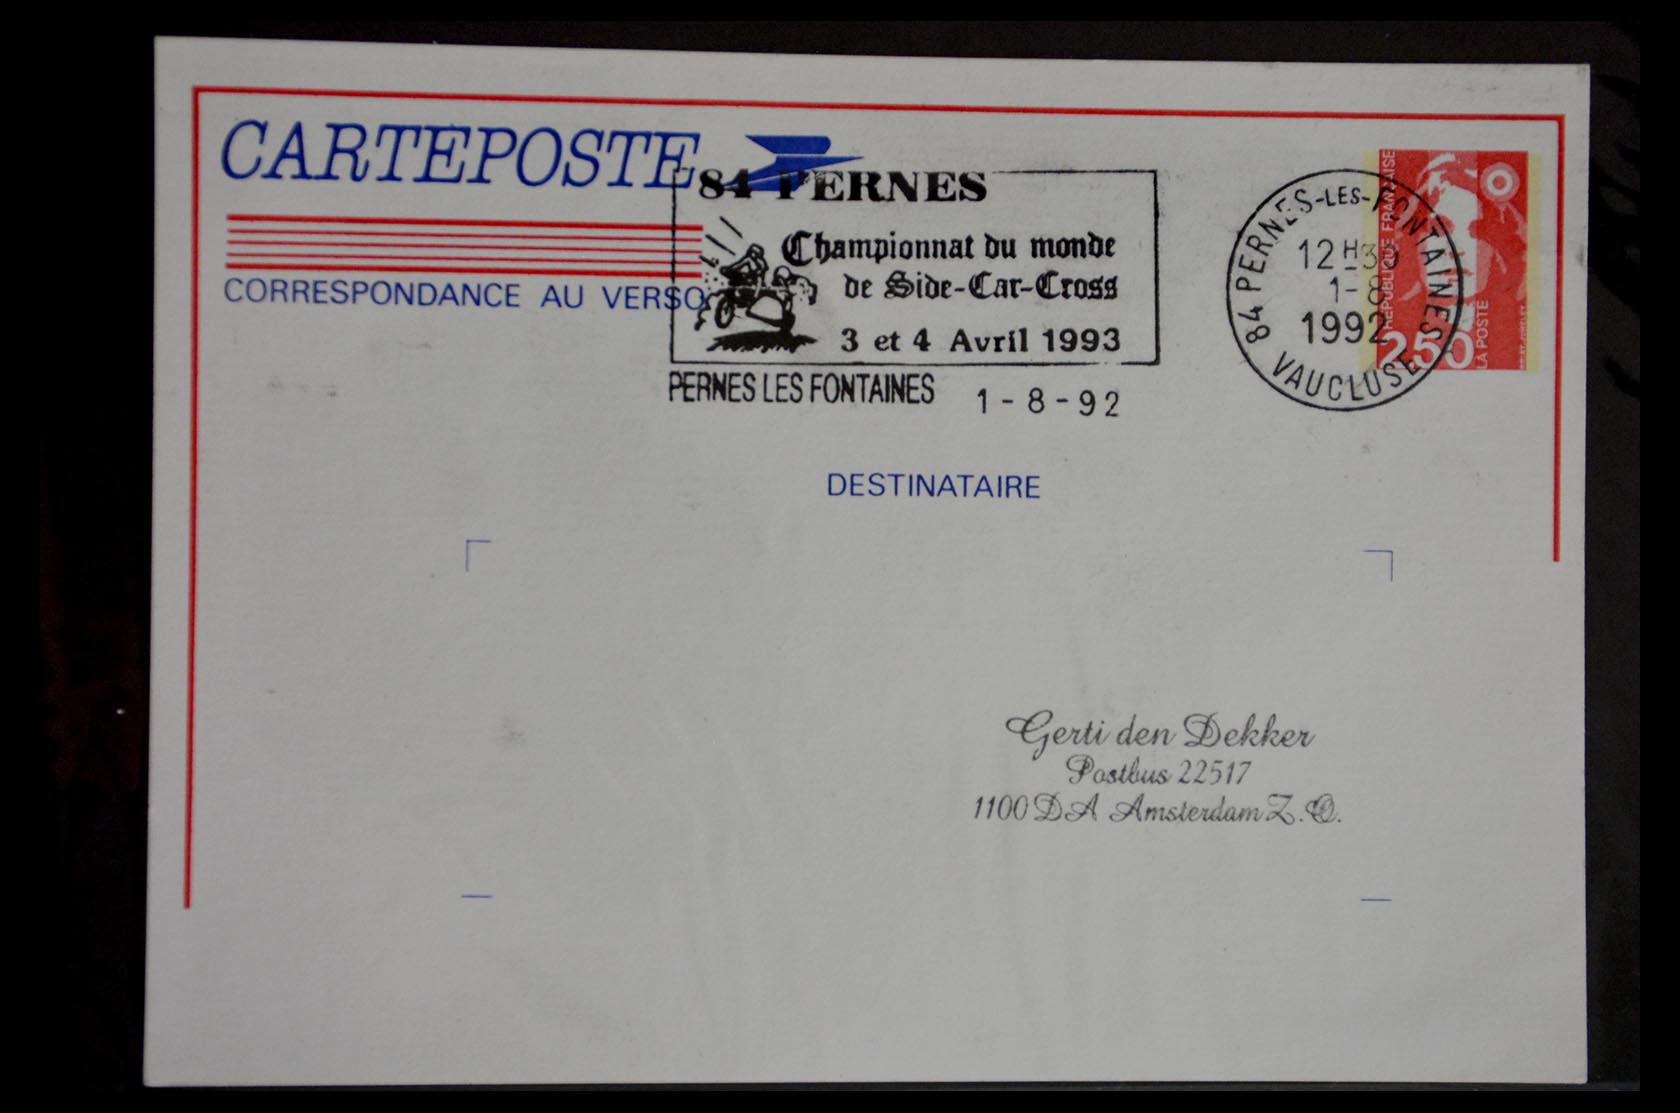 CARTEPOSTE
CORRESPONDANCE AU VERSO
84 PERNES
Championnat du monde
de Side-Car-Cross
3 et 4 Avril 1993
PERNES LES FONTAINES 1-8-92
84 PERNES-LES-FONTAINES
12H
1-8
1992
VAUCLUSE
REPUBLIQUE FRANÇAISE
2,50
LA POSTE
DESTINATAIRE
Gerti den Dekker
Postbus 22517
1100 DA Amsterdam Z.O.